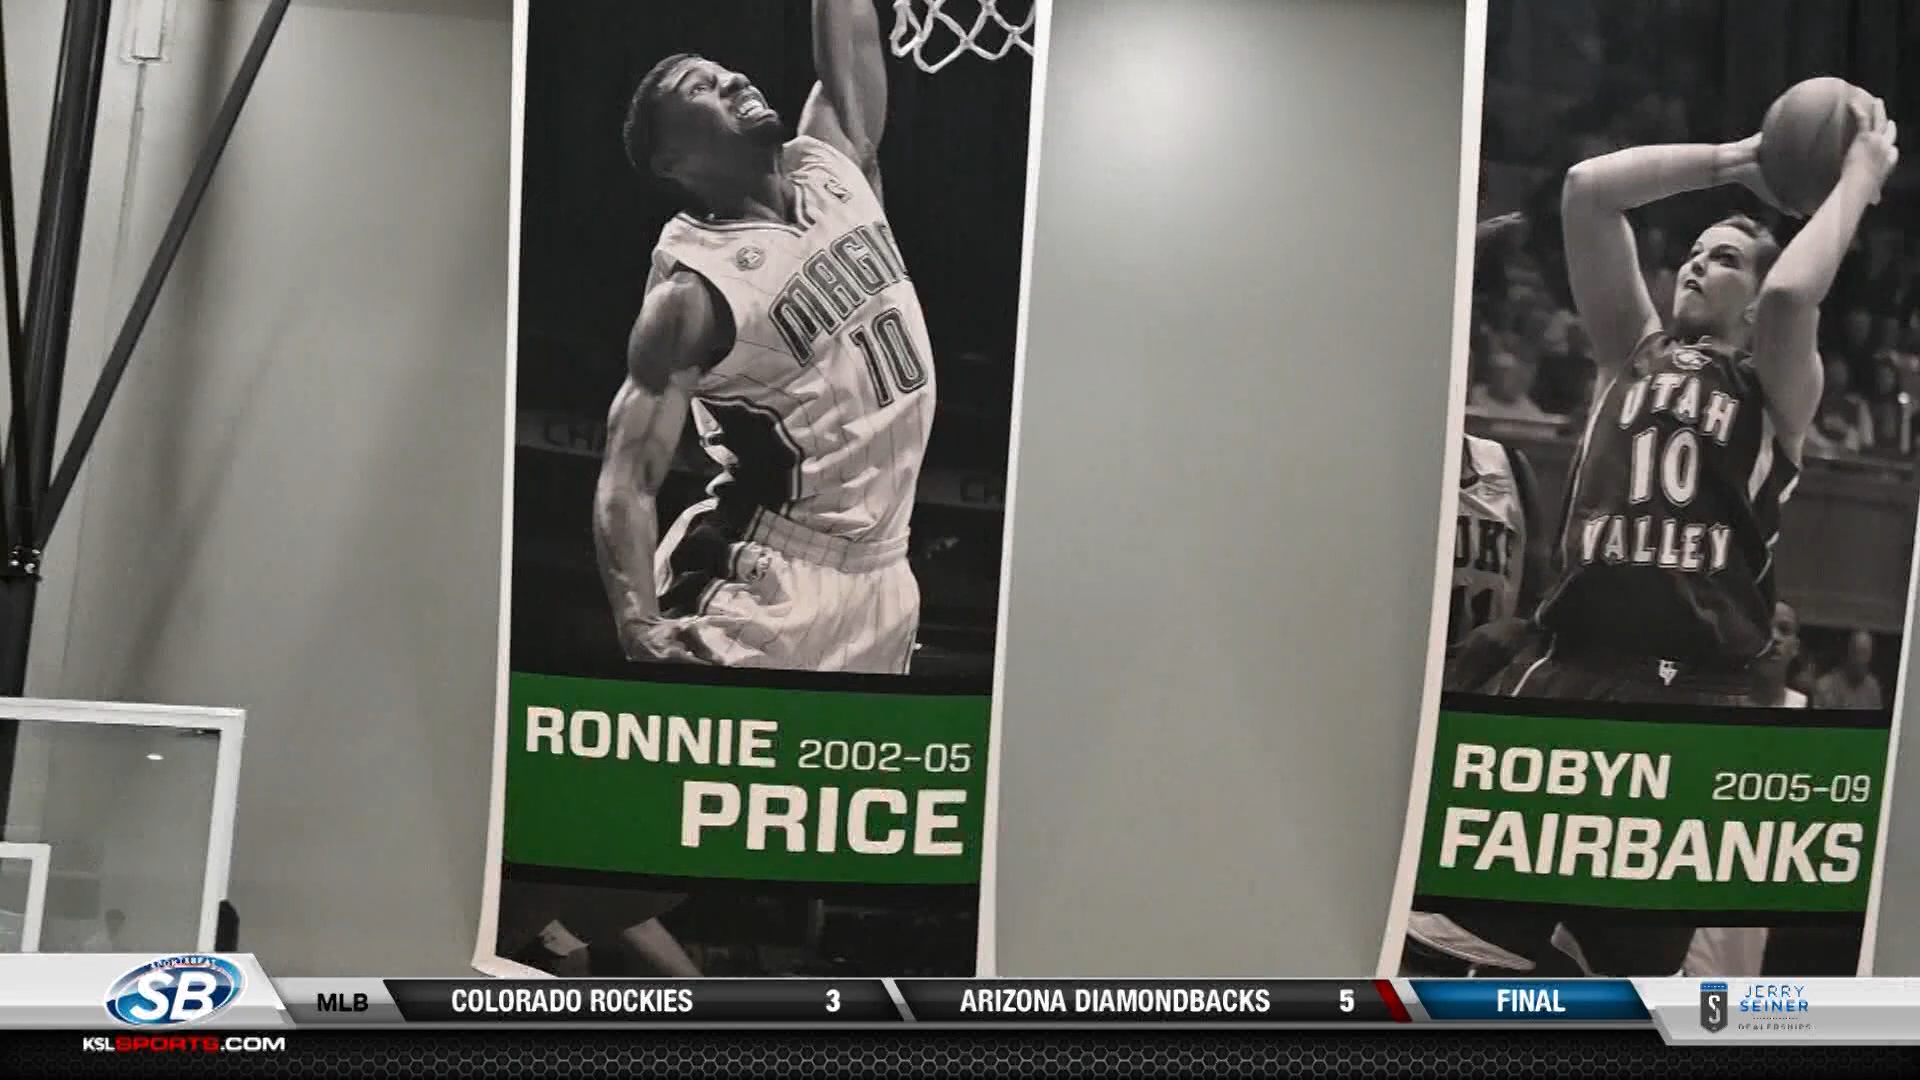 MAGIC
10
UTAH
10
VALLEY
RONNIE 2002-05
PRICE
ROBYN 2005-09
FAIRBANKS
SPORTSBEAT
SB
KSLSPORTS.COM
MLB COLORADO ROCKIES 3 ARIZONA DIAMONDBACKS 5 FINAL
S
JERRY
SEINER
DEALERSHIPS